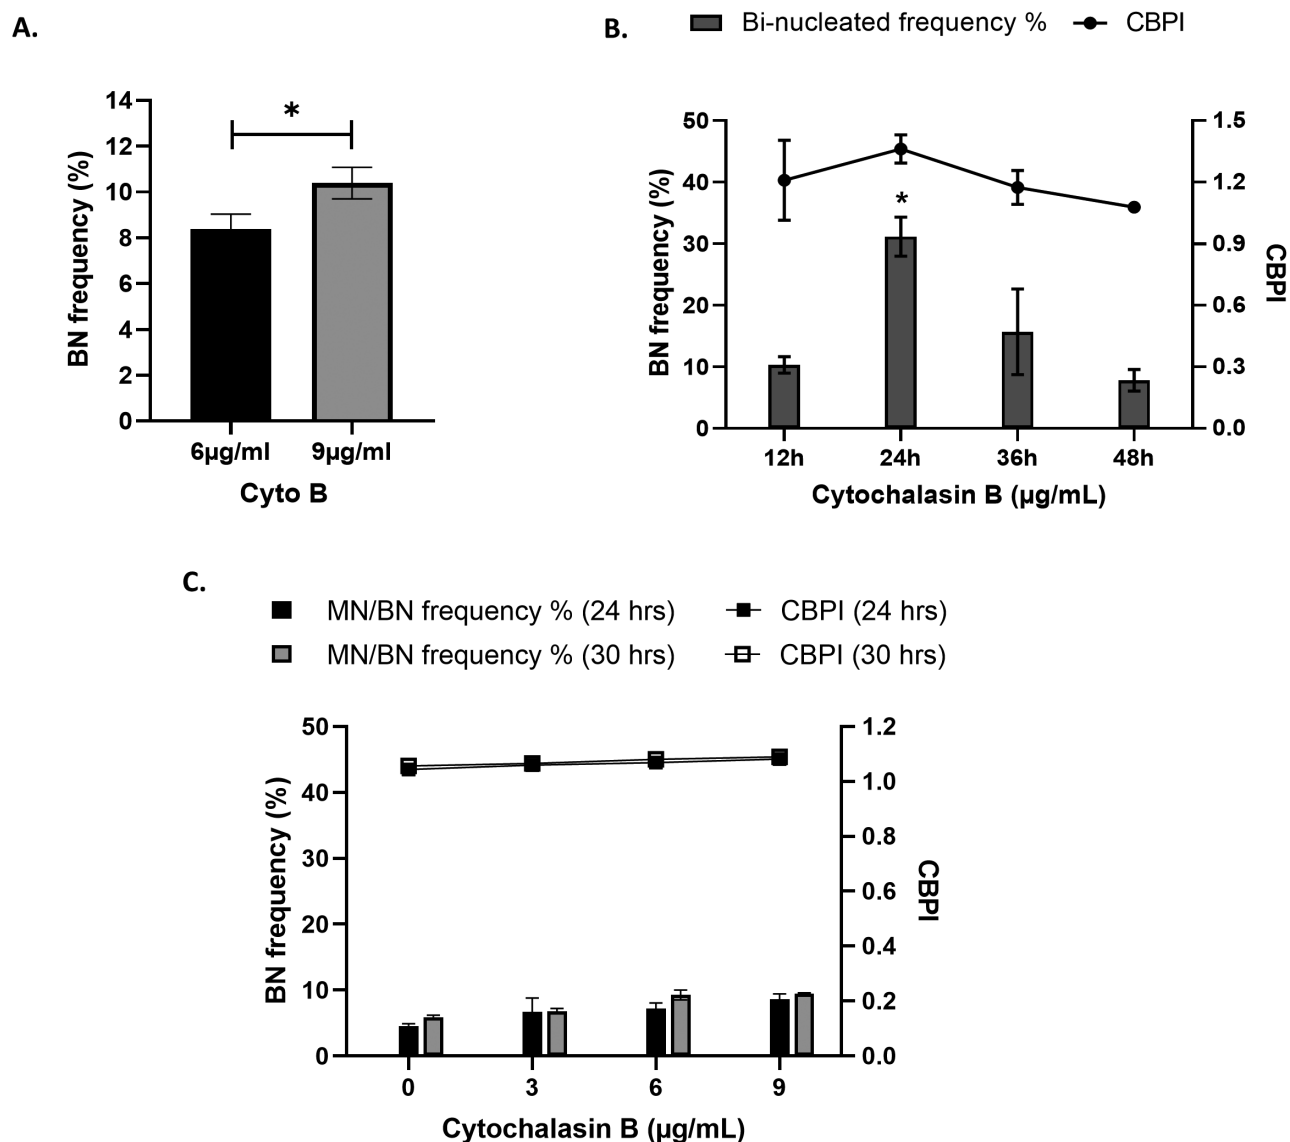 A.
14
12
10
8
6
4
2
0
BN frequency (%)
*
6µg/ml 9µg/ml
Cyto B
B.
Bi-nucleated frequency % CBPI
50
40
30
20
10
0
BN frequency (%)
*
1.5
1.2
0.9
0.6
0.3
0.0
CBPI
12h 24h 36h 48h
Cytochalasin B (µg/mL)
C.
MN/BN frequency % (24 hrs) CBPI (24 hrs)
MN/BN frequency % (30 hrs) CBPI (30 hrs)
50
40
30
20
10
0
BN frequency (%)
1.2
1.0
0.8
0.6
0.4
0.2
0.0
CBPI
0 3 6 9
Cytochalasin B (µg/mL)